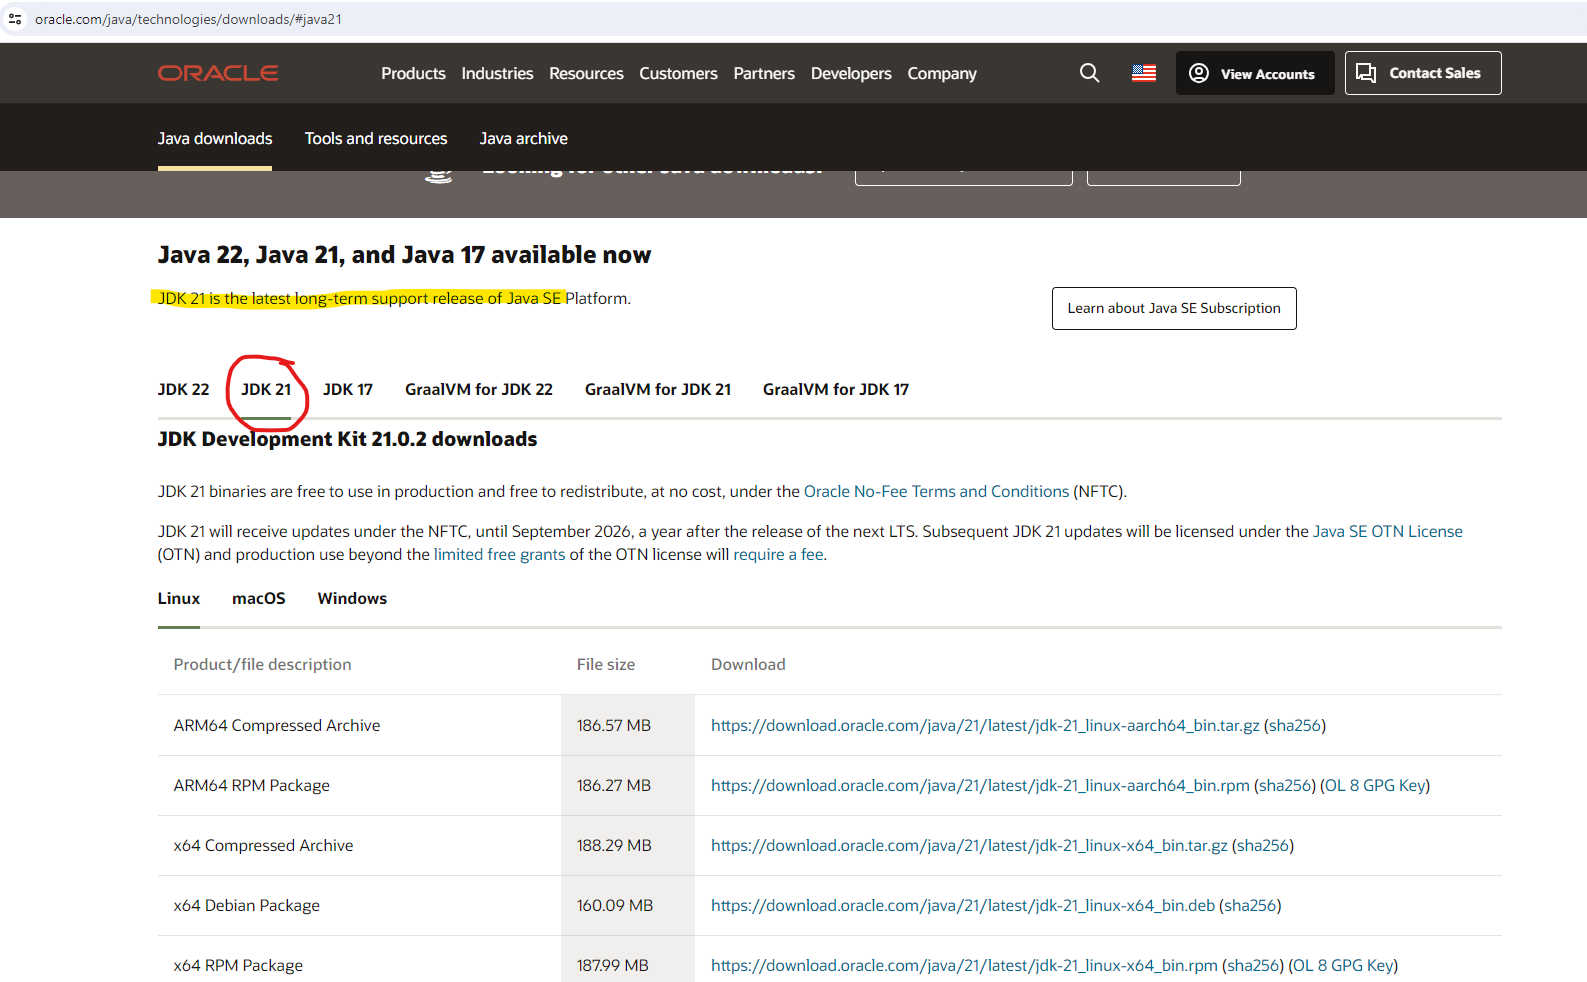 oracle.com/java/technologies/downloads/#java21
ORACLE Products Industries Resources Customers Partners Developers Company View Accounts Contact Sales
Java downloads Tools and resources Java archive
Java 22, Java 21, and Java 17 available now
JDK 21 is the latest long-term support release of Java SE Platform.
Learn about Java SE Subscription
JDK 22 JDK 21 JDK 17 GraalVM for JDK 22 GraalVM for JDK 21 GraalVM for JDK 17
JDK Development Kit 21.0.2 downloads
JDK 21 binaries are free to use in production and free to redistribute, at no cost, under the Oracle No-Fee Terms and Conditions (NFTC).
JDK 21 will receive updates under the NFTC, until September 2026, a year after the release of the next LTS. Subsequent JDK 21 updates will be licensed under the Java SE OTN License
(OTN) and production use beyond the limited free grants of the OTN license will require a fee.
Linux macOS Windows
Product/file description File size Download
ARM64 Compressed Archive 186.57 MB https://download.oracle.com/java/21/latest/jdk-21_linux-aarch64_bin.tar.gz (sha256)
ARM64 RPM Package 186.27 MB https://download.oracle.com/java/21/latest/jdk-21_linux-aarch64_bin.rpm (sha256) (OL 8 GPG Key)
x64 Compressed Archive 188.29 MB https://download.oracle.com/java/21/latest/jdk-21_linux-x64_bin.tar.gz (sha256)
x64 Debian Package 160.09 MB https://download.oracle.com/java/21/latest/jdk-21_linux-x64_bin.deb (sha256)
x64 RPM Package 187.99 MB https://download.oracle.com/java/21/latest/jdk-21_linux-x64_bin.rpm (sha256) (OL 8 GPG Key)